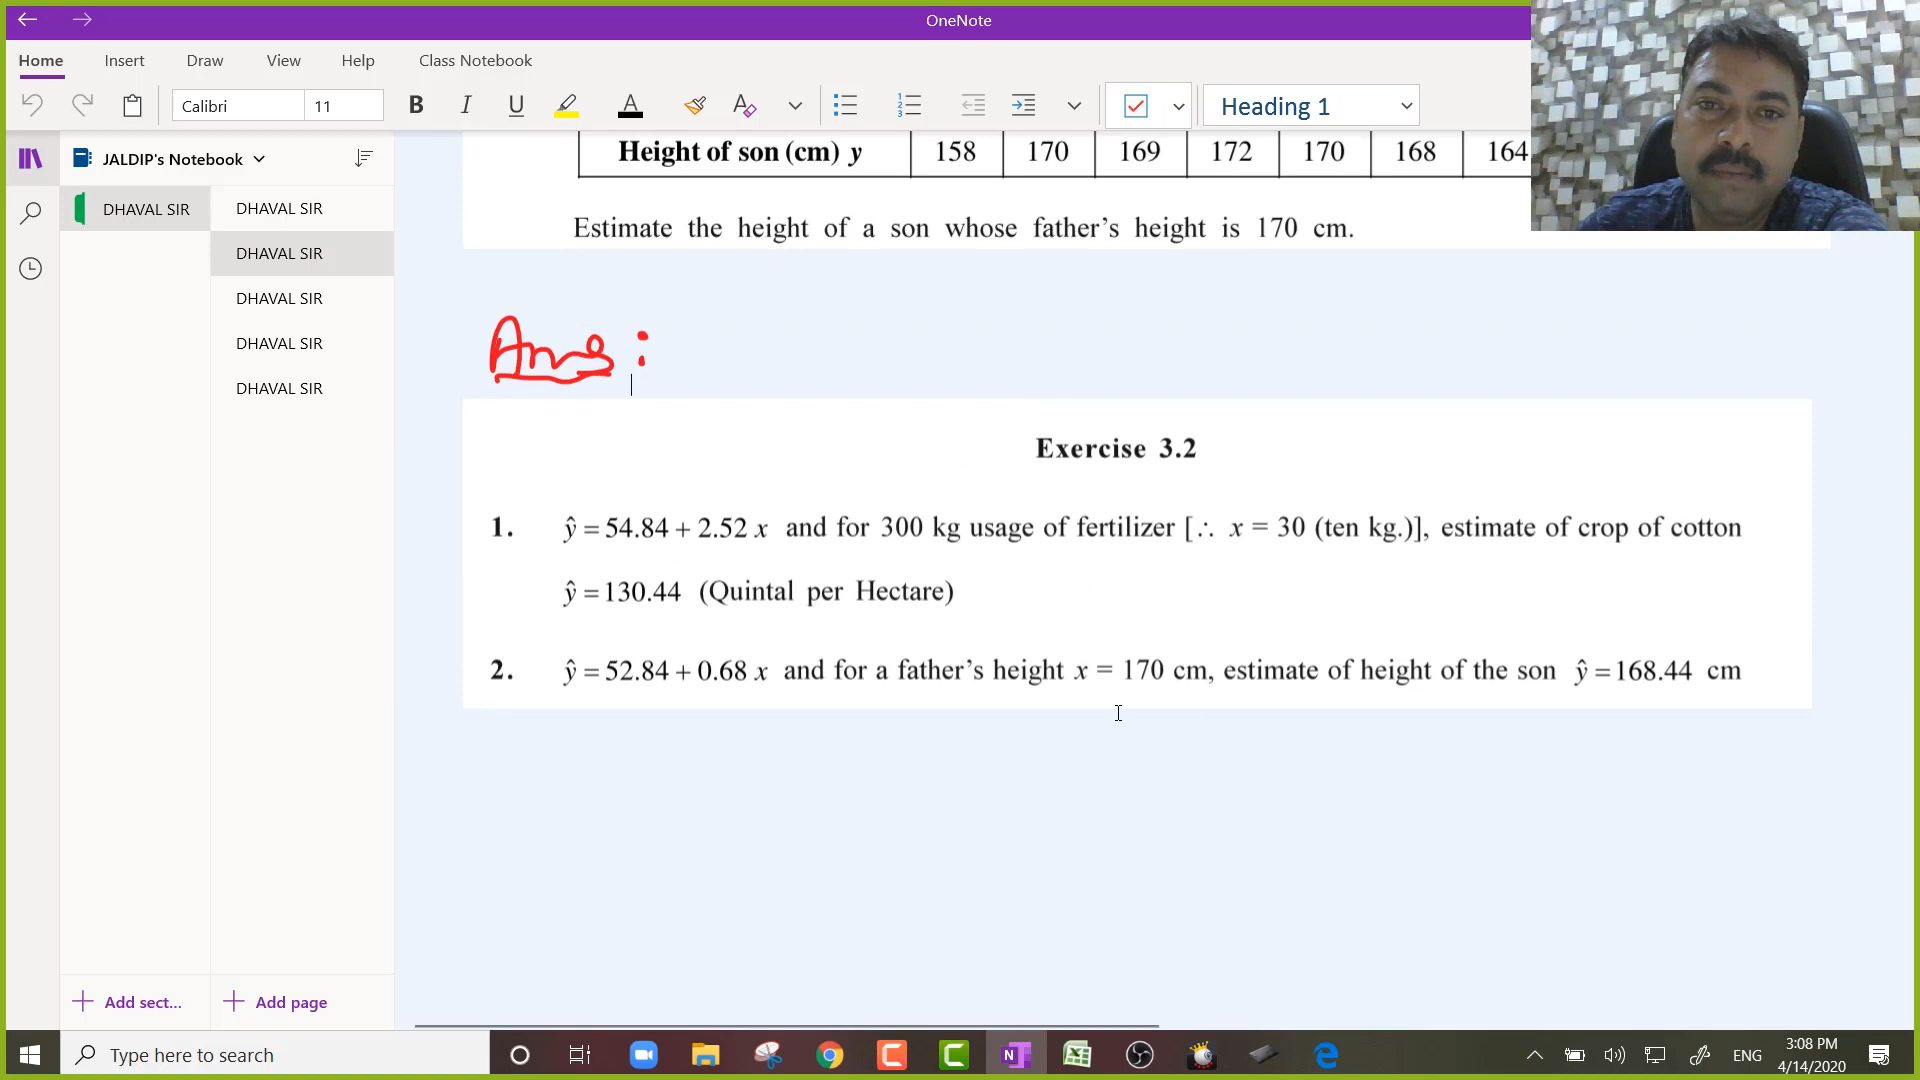 OneNote
Home Insert Draw View Help Class Notebook
Calibri 11 B I U A A Heading 1
JALDIP's Notebook
DHAVAL SIR
DHAVAL SIR
DHAVAL SIR
DHAVAL SIR
DHAVAL SIR
DHAVAL SIR
Add sect...
Add page
Height of son (cm) y 158 170 169 172 170 168 164
Estimate the height of a son whose father's height is 170 cm.
Ans :
Exercise 3.2
1. ŷ = 54.84 + 2.52 x and for 300 kg usage of fertilizer [∴ x = 30 (ten kg.)], estimate of crop of cotton
ŷ = 130.44 (Quintal per Hectare)
2. ŷ = 52.84 + 0.68 x and for a father's height x = 170 cm, estimate of height of the son ŷ = 168.44 cm
Type here to search
ENG
3:08 PM
4/14/2020